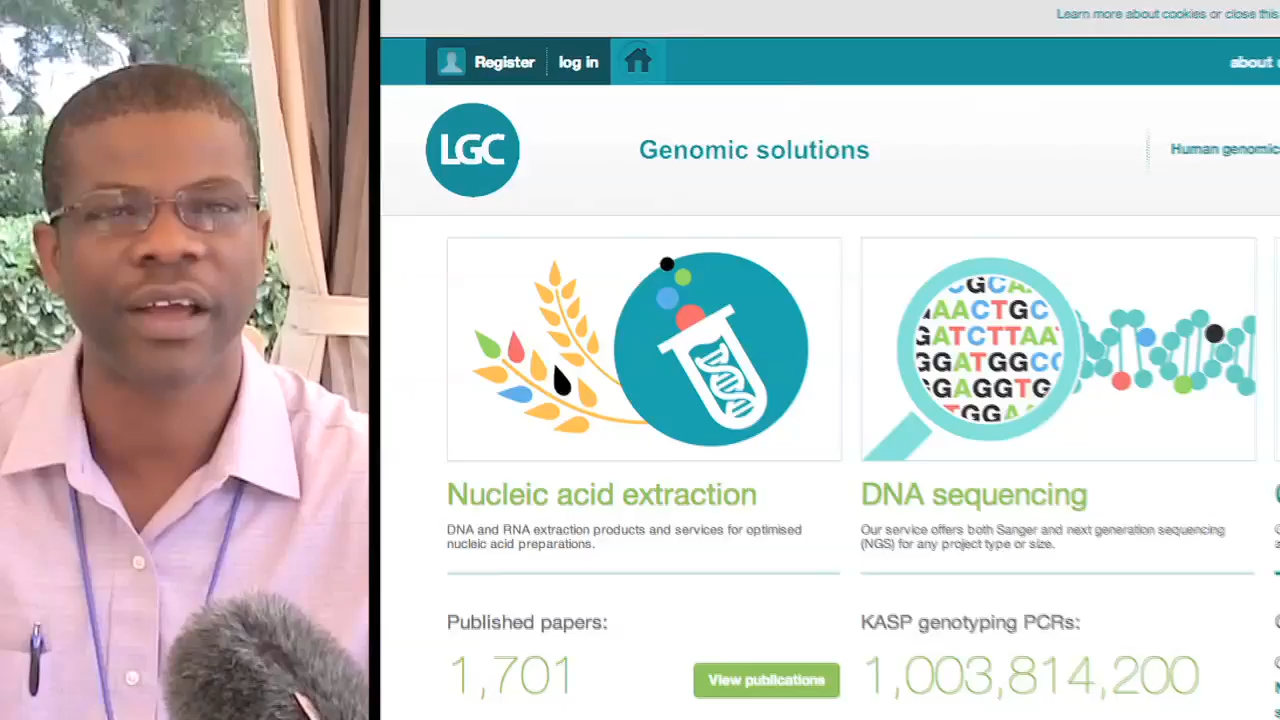 Learn more about cookies or close this
Register
log in
about
LGC
Genomic solutions
Human genomic
CGCA
AACTGC
GATCTTAA
GGATGGCC
GGAGGTG
TGGA
Nucleic acid extraction
DNA and RNA extraction products and services for optimised
nucleic acid preparations.
DNA sequencing
Our service offers both Sanger and next generation sequencing
(NGS) for any project type or size.
Published papers:
1,701
View publications
KASP genotyping PCRs:
1,003,814,200